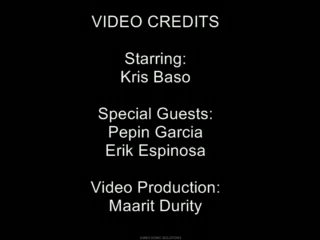 VIDEO CREDITS
Starring:
Kris Baso
Special Guests:
Pepin Garcia
Erik Espinosa
Video Production:
Maarit Durity